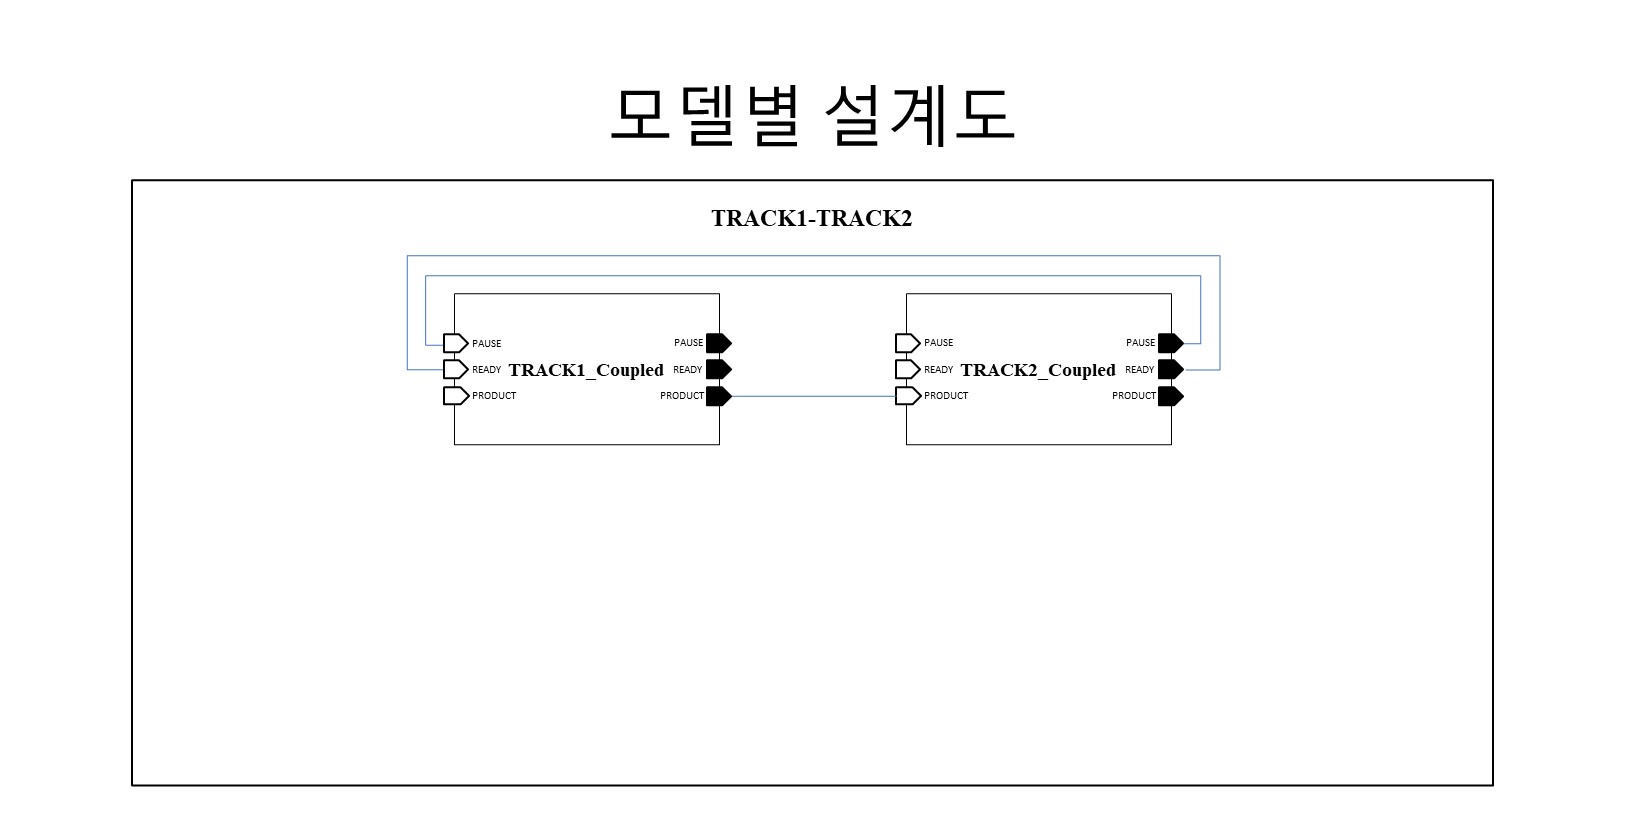 모델별 설계도
TRACK1-TRACK2
PAUSE PAUSE PAUSE PAUSE
READY TRACK1_Coupled READY READY TRACK2_Coupled READY
PRODUCT PRODUCT PRODUCT PRODUCT